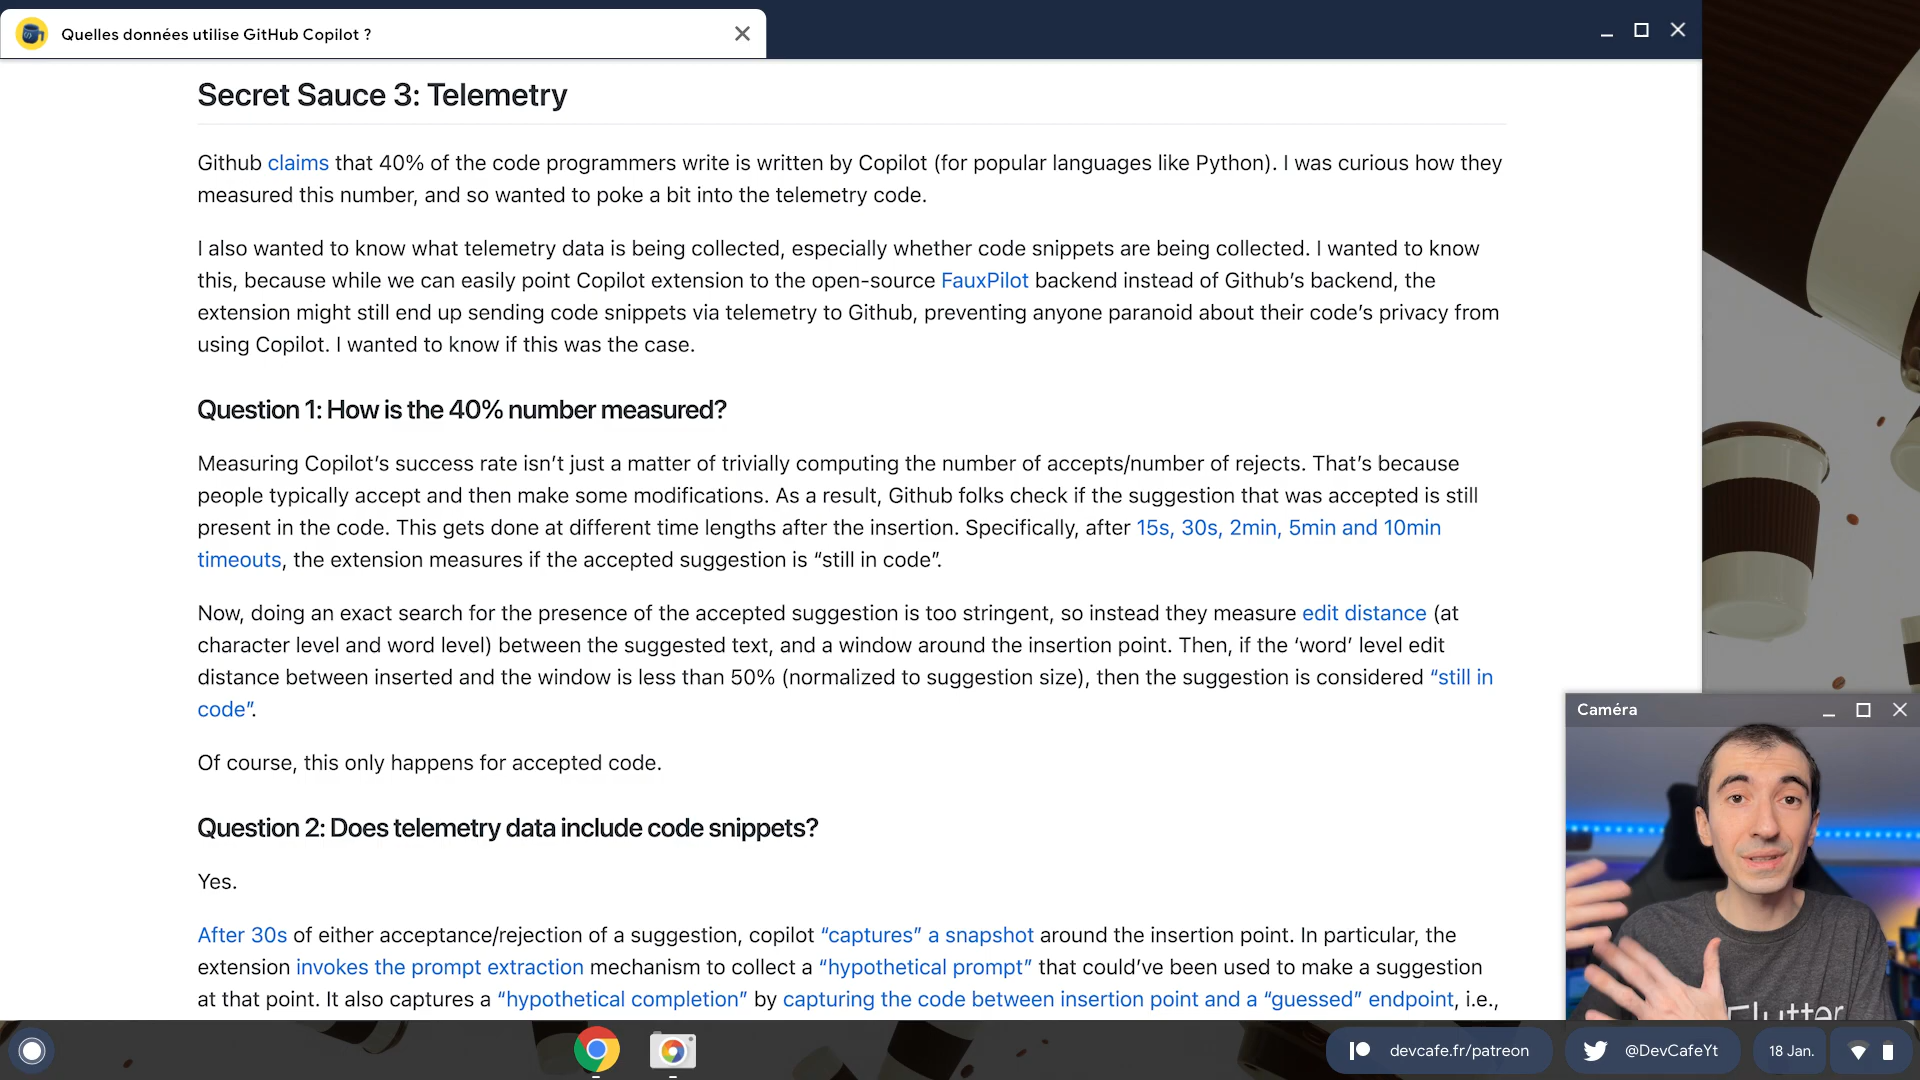 Quelles données utilise GitHub Copilot ?
Secret Sauce 3: Telemetry
Github claims that 40% of the code programmers write is written by Copilot (for popular languages like Python). I was curious how they
measured this number, and so wanted to poke a bit into the telemetry code.
I also wanted to know what telemetry data is being collected, especially whether code snippets are being collected. I wanted to know
this, because while we can easily point Copilot extension to the open-source FauxPilot backend instead of Github’s backend, the
extension might still end up sending code snippets via telemetry to Github, preventing anyone paranoid about their code’s privacy from
using Copilot. I wanted to know if this was the case.
Question 1: How is the 40% number measured?
Measuring Copilot’s success rate isn’t just a matter of trivially computing the number of accepts/number of rejects. That’s because
people typically accept and then make some modifications. As a result, Github folks check if the suggestion that was accepted is still
present in the code. This gets done at different time lengths after the insertion. Specifically, after 15s, 30s, 2min, 5min and 10min
timeouts, the extension measures if the accepted suggestion is “still in code”.
Now, doing an exact search for the presence of the accepted suggestion is too stringent, so instead they measure edit distance (at
character level and word level) between the suggested text, and a window around the insertion point. Then, if the ‘word’ level edit
distance between inserted and the window is less than 50% (normalized to suggestion size), then the suggestion is considered “still in
code”.
Of course, this only happens for accepted code.
Question 2: Does telemetry data include code snippets?
Yes.
After 30s of either acceptance/rejection of a suggestion, copilot “captures” a snapshot around the insertion point. In particular, the
extension invokes the prompt extraction mechanism to collect a “hypothetical prompt” that could’ve been used to make a suggestion
at that point. It also captures a “hypothetical completion” by capturing the code between insertion point and a “guessed” endpoint, i.e.,
Caméra
Flutter
devcafe.fr/patreon
@DevCafeYt
18 Jan.